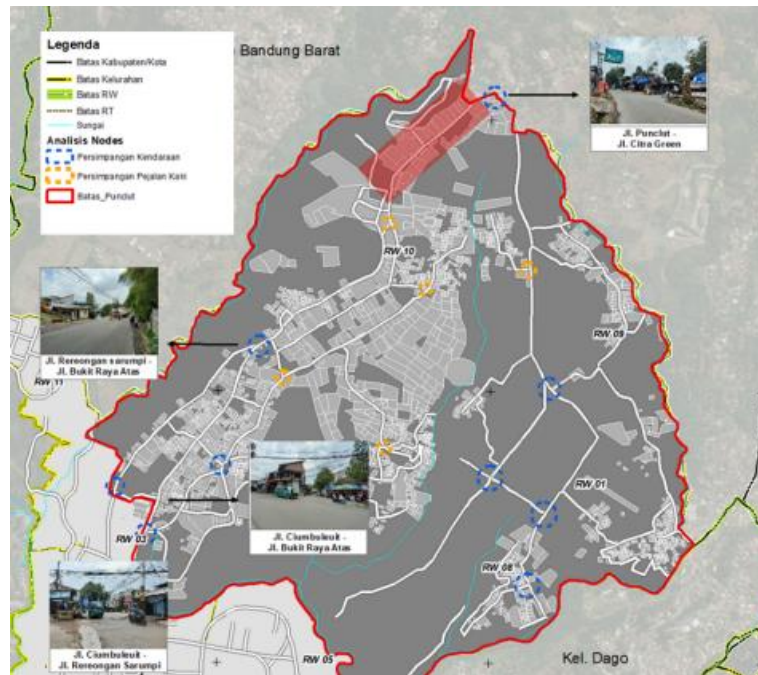 Legenda
Batas Kabupaten/Kota
Batas Kelurahan
Batas RW
Batas RT
Sungai
Analisis Nodes
Persimpangan Kendaraan
Persimpangan Pejalan Kaki
Batas_Punclut
Bandung Barat
Jl. Punclut -
Jl. Citra Green
RW 10
RW 09
Jl. Rereongan sarumpi -
Jl. Bukit Raya Atas
RW 11
RW 01
RW 03
Jl. Ciumbuleuit -
Jl. Bukit Raya Atas
RW 08
Jl. Ciumbuleuit -
Jl. Rereongan Sarumpi
RW 05
Kel. Dago